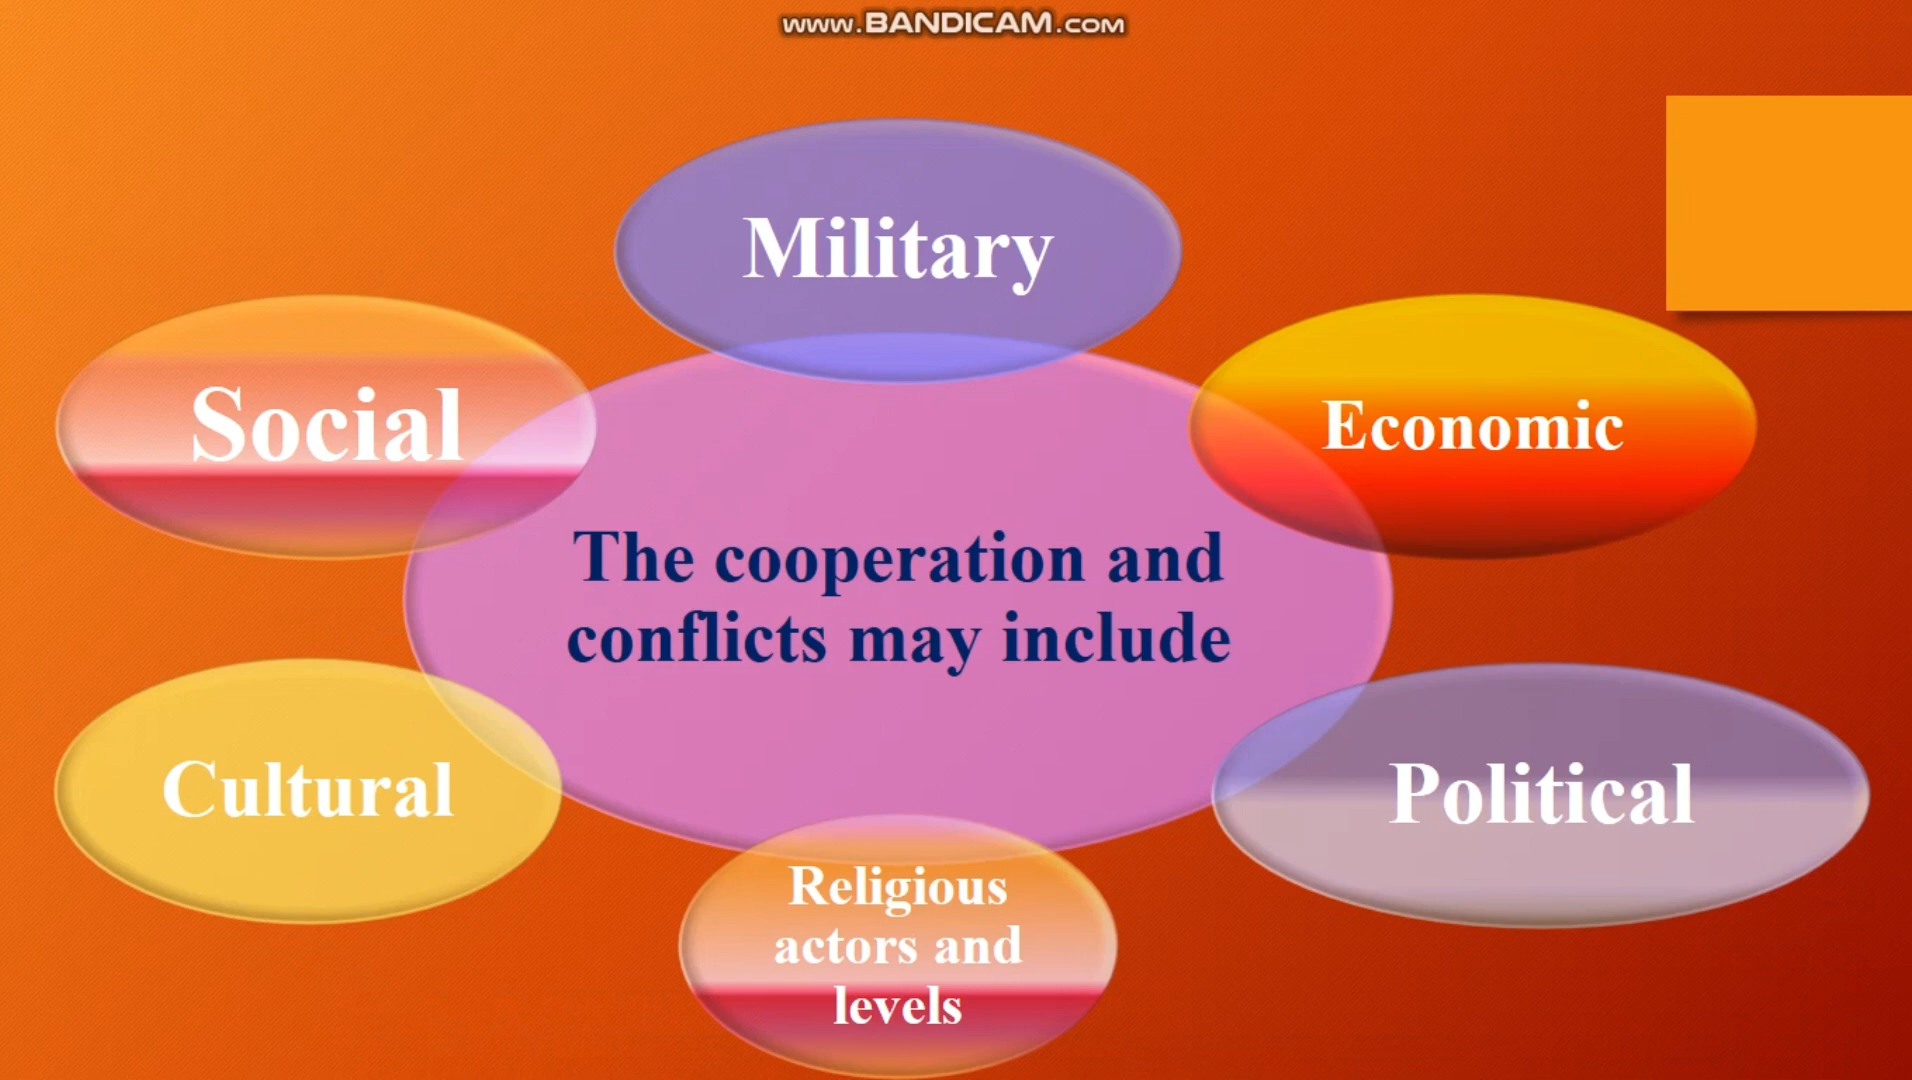 www.BANDICAM.com
Military
Social
Economic
The cooperation and
conflicts may include
Cultural
Political
Religious
actors and
levels